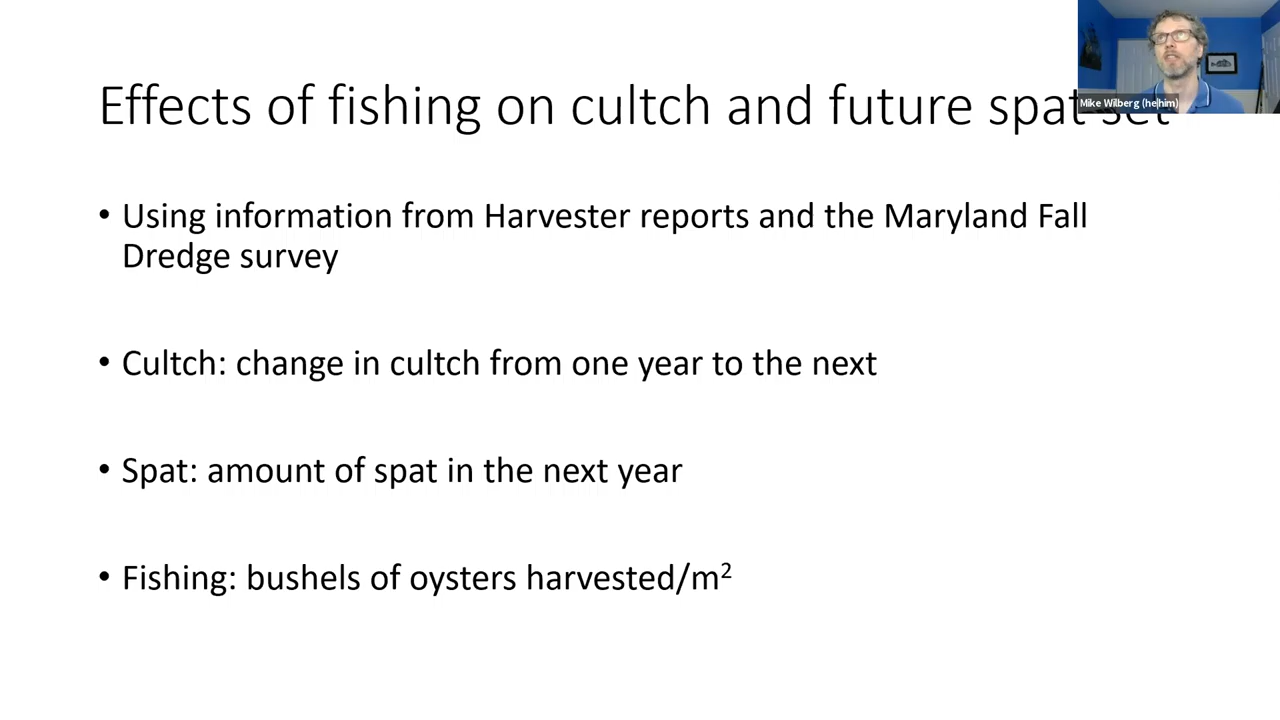 Effects of fishing on cultch and future spat set
Mike Wilberg (he|him)
• Using information from Harvester reports and the Maryland Fall
Dredge survey
• Cultch: change in cultch from one year to the next
• Spat: amount of spat in the next year
• Fishing: bushels of oysters harvested/m²